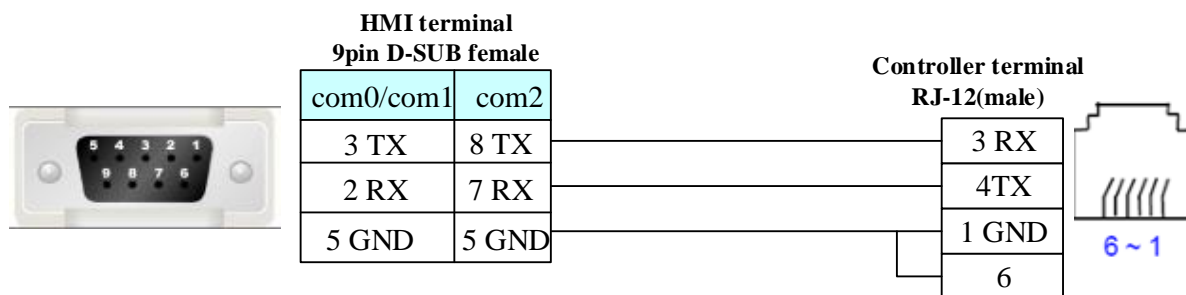 HMI terminal
9pin D-SUB female
com0/com1 com2
3 TX 8 TX
2 RX 7 RX
5 GND 5 GND
Controller terminal
RJ-12(male)
3 RX
4TX
1 GND
6
5 4 3 2 1
9 8 7 6
6 ~ 1